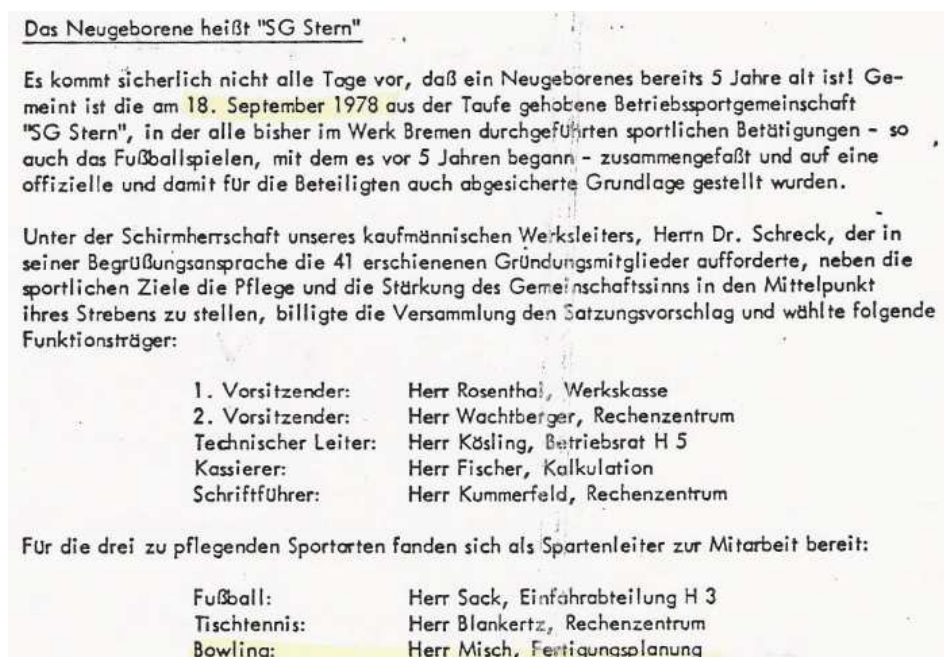 Das Neugeborene heißt "SG Stern"
Es kommt sicherlich nicht alle Tage vor, daß ein Neugeborenes bereits 5 Jahre alt ist! Ge-
meint ist die am 18. September 1978 aus der Taufe gehobene Betriebssportgemeinschaft
"SG Stern", in der alle bisher im Werk Bremen durchgeführten sportlichen Betätigungen - so
auch das Fußballspielen, mit dem es vor 5 Jahren begann - zusammengefaßt und auf eine
offizielle und damit für die Beteiligten auch abgesicherte Grundlage gestellt wurden.
Unter der Schirmherrschaft unseres kaufmännischen Werksleiters, Herrn Dr. Schreck, der in
seiner Begrüßungsansprache die 41 erschienenen Gründungsmitglieder aufforderte, neben die
sportlichen Ziele die Pflege und die Stärkung des Gemeinschaftssinns in den Mittelpunkt
ihres Strebens zu stellen, billigte die Versammlung den Satzungsvorschlag und wählte folgende
Funktionsträger:
1. Vorsitzender: Herr Rosenthal, Werkskasse
2. Vorsitzender: Herr Wachtberger, Rechenzentrum
Technischer Leiter: Herr Kösling, Betriebsrat H 5
Kassierer: Herr Fischer, Kalkulation
Schriftführer: Herr Kummerfeld, Rechenzentrum
Für die drei zu pflegenden Sportarten fanden sich als Spartenleiter zur Mitarbeit bereit:
Fußball: Herr Sack, Einfahrabteilung H 3
Tischtennis: Herr Blankertz, Rechenzentrum
Bowling: Herr Misch, Fertigungsplanung